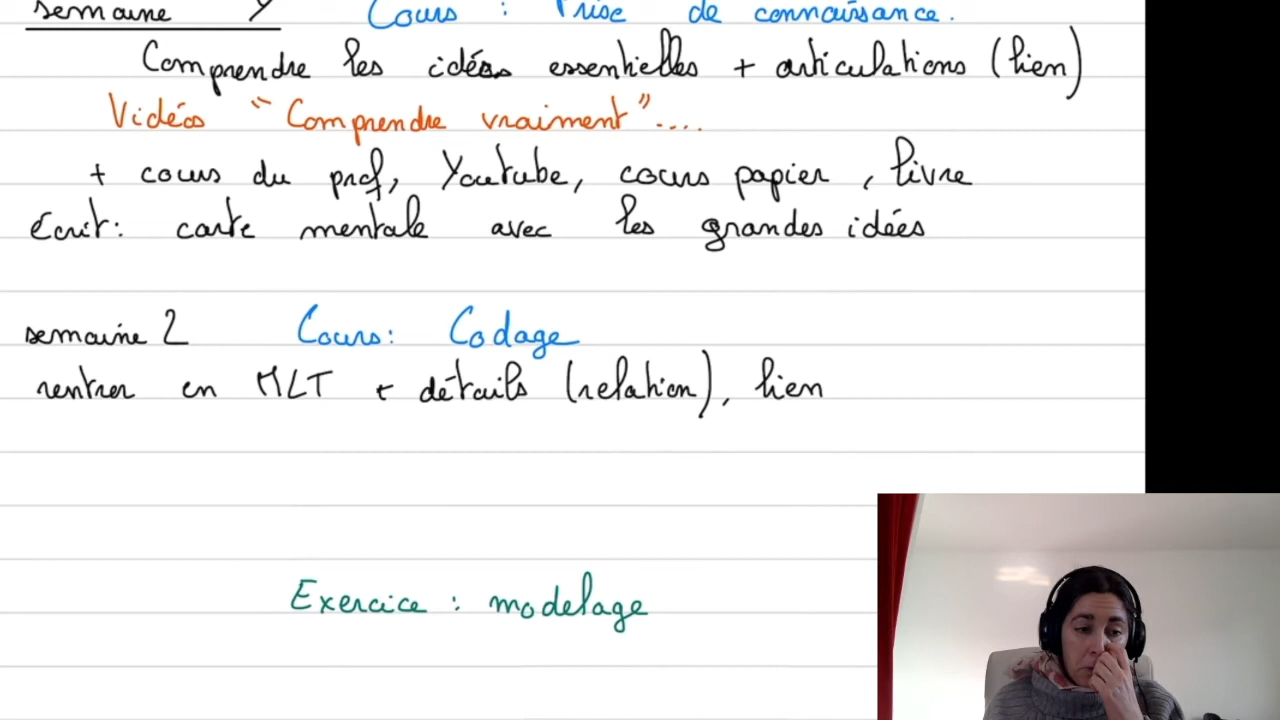 semaine Cours : Prise de connaissance.
Comprendre les idées essentielles + articulations (lien)
Vidéos "Comprendre vraiment"....
+ cours du prof, Youtube, cours papier, livre
Ecrit: carte mentale avec les grandes idées
semaine 2 Cours: Codage
rentrer en MLT + détails (relation), lien
Exercice : modelage